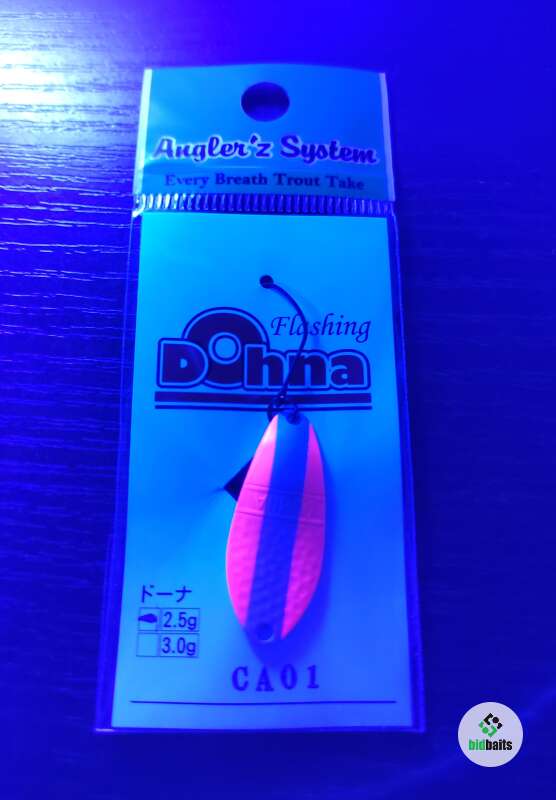 Angler'z System
Every Breath Trout Take
Flashing
Dohna
ドーナ
2.5g
3.0g
CA01
bidbaits